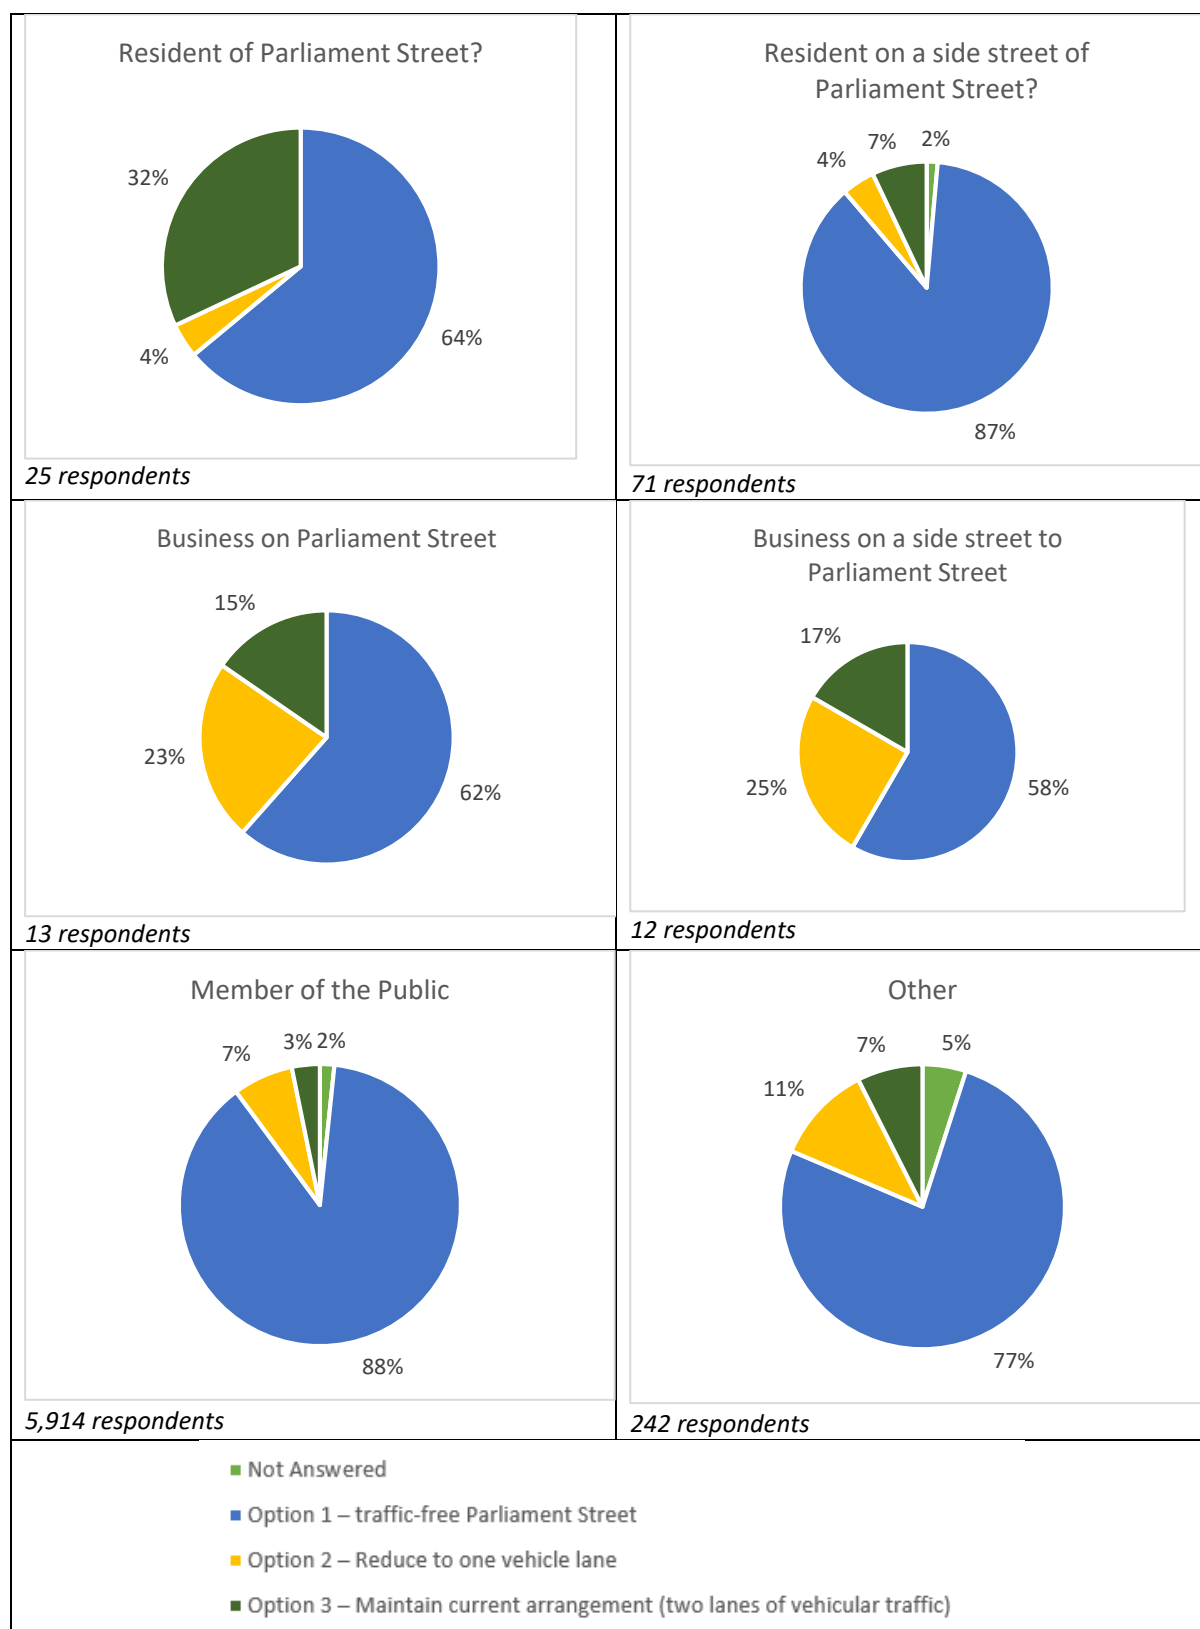 Resident of Parliament Street?
32%
64%
4%
25 respondents
Resident on a side street of
Parliament Street?
4%
7%
2%
87%
71 respondents
Business on Parliament Street
15%
23%
62%
13 respondents
Business on a side street to
Parliament Street
17%
25%
58%
12 respondents
Member of the Public
7%
3%
2%
88%
5,914 respondents
Other
7%
5%
11%
77%
242 respondents
Not Answered
Option 1 – traffic-free Parliament Street
Option 2 – Reduce to one vehicle lane
Option 3 – Maintain current arrangement (two lanes of vehicular traffic)